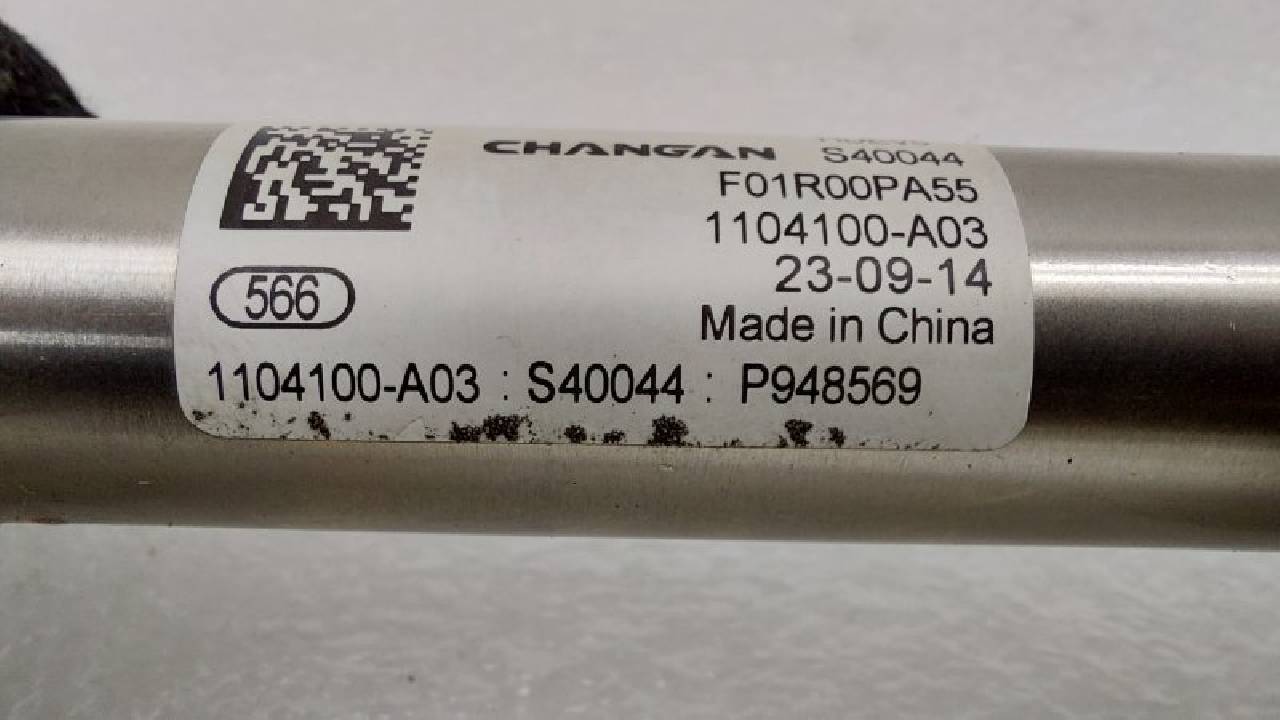 CHANGAN S40044
F01R00PA55
1104100-A03
23-09-14
566
Made in China
1104100-A03 : S40044 : P948569